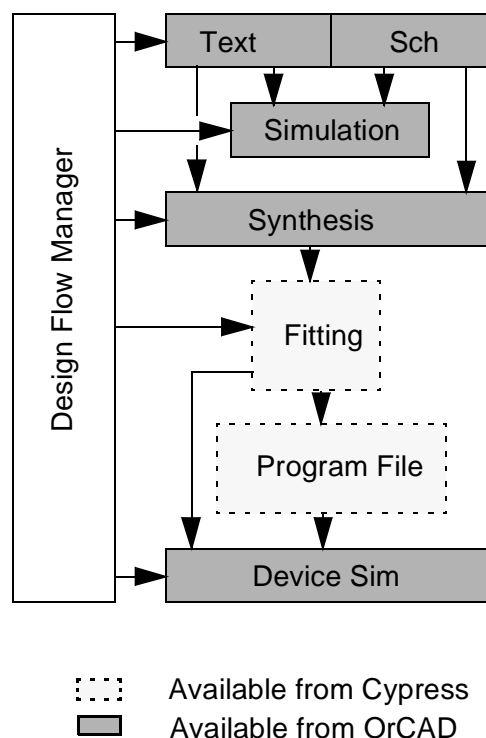 Text Sch
Simulation
Synthesis
Design Flow Manager
Fitting
Program File
Device Sim
Available from Cypress
Available from OrCAD